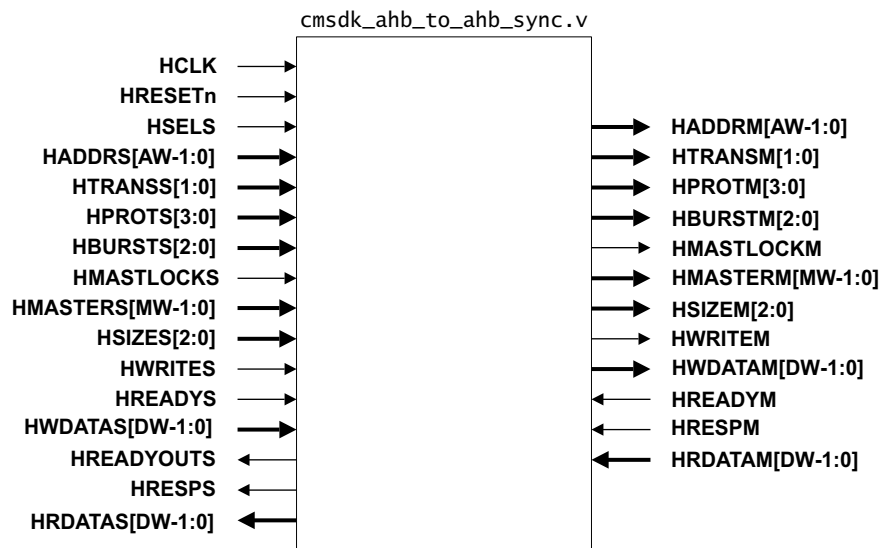 cmsdk_ahb_to_ahb_sync.v
HCLK
HRESETn
HSELS
HADDRS[AW-1:0]
HTRANSS[1:0]
HPROTS[3:0]
HBURSTS[2:0]
HMASTLOCKS
HMASTERS[MW-1:0]
HSIZES[2:0]
HWRITES
HREADYS
HWDATAS[DW-1:0]
HREADYOUTS
HRESPS
HRDATAS[DW-1:0]
HADDRM[AW-1:0]
HTRANSM[1:0]
HPROTM[3:0]
HBURSTM[2:0]
HMASTLOCKM
HMASTERM[MW-1:0]
HSIZEM[2:0]
HWRITEM
HWDATAM[DW-1:0]
HREADYM
HRESPM
HRDATAM[DW-1:0]